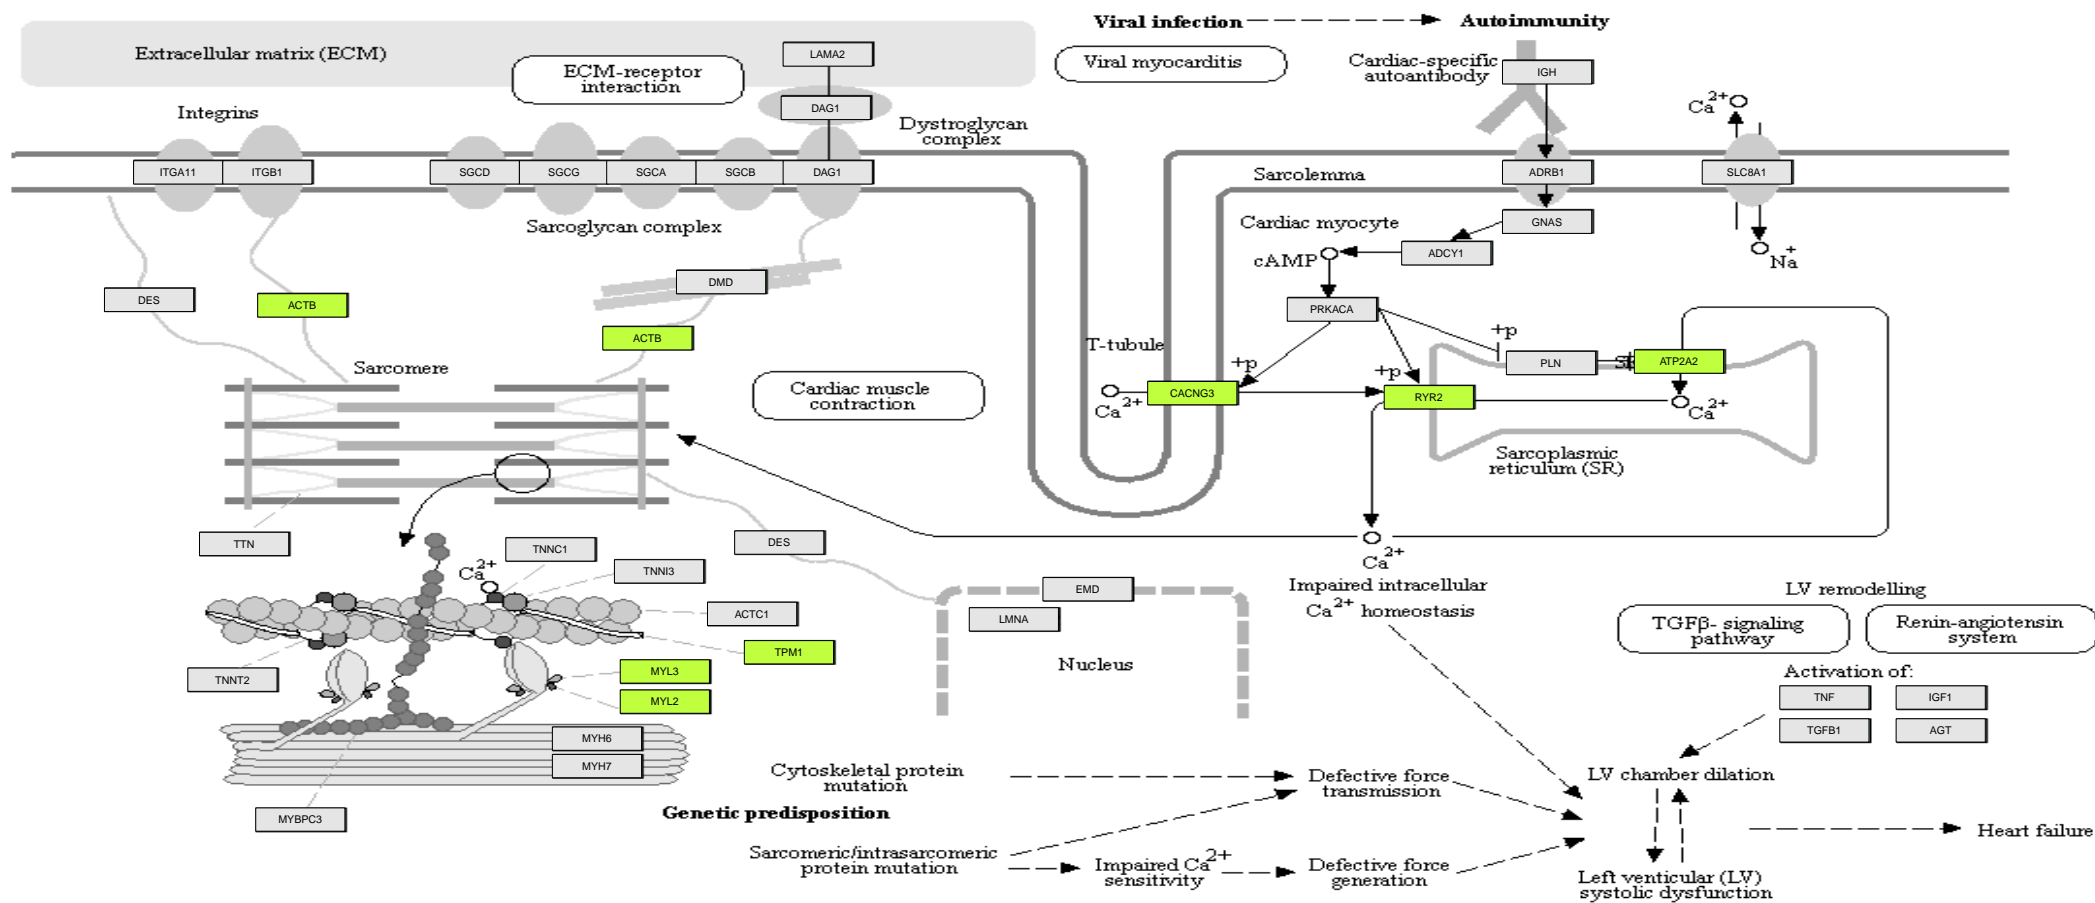 Viral infection
Autoimmunity
Extracellular matrix (ECM)
LAMA2
ECM-receptor
interaction
Viral myocarditis
Cardiac-specific
autoantibody
IGH
DAG1
Integrins
Dystroglycan
complex
Ca2+
ITGA11
ITGB1
SGCD
SGCG
SGCA
SGCB
DAG1
Sarcolemma
ADRB1
SLC8A1
Sarcoglycan complex
Cardiac myocyte
GNAS
cAMP
ADCY1
Na+
DMD
DES
ACTB
PRKACA
ACTB
T-tubule
+p
+p
+p
PLN
ATP2A2
Sarcomere
Cardiac muscle
contraction
Ca2+
CACNG3
RYR2
Ca2+
Sarcoplasmic
reticulum (SR)
TTN
DES
TNNC1
Ca2+
Ca2+
TNNI3
EMD
Impaired intracellular
Ca2+ homeostasis
LV remodelling
ACTC1
LMNA
TGFβ- signaling
pathway
Renin-angiotensin
system
TPM1
Nucleus
TNNT2
MYL3
MYL2
Activation of:
TNF
IGF1
TGFB1
AGT
MYH6
MYH7
Cytoskeletal protein
mutation
Defective force
transmission
LV chamber dilation
MYBPC3
Genetic predisposition
Heart failure
Sarcomeric/intrasarcomeric
protein mutation
Impaired Ca2+
sensitivity
Defective force
generation
Left venticular (LV)
systolic dysfunction